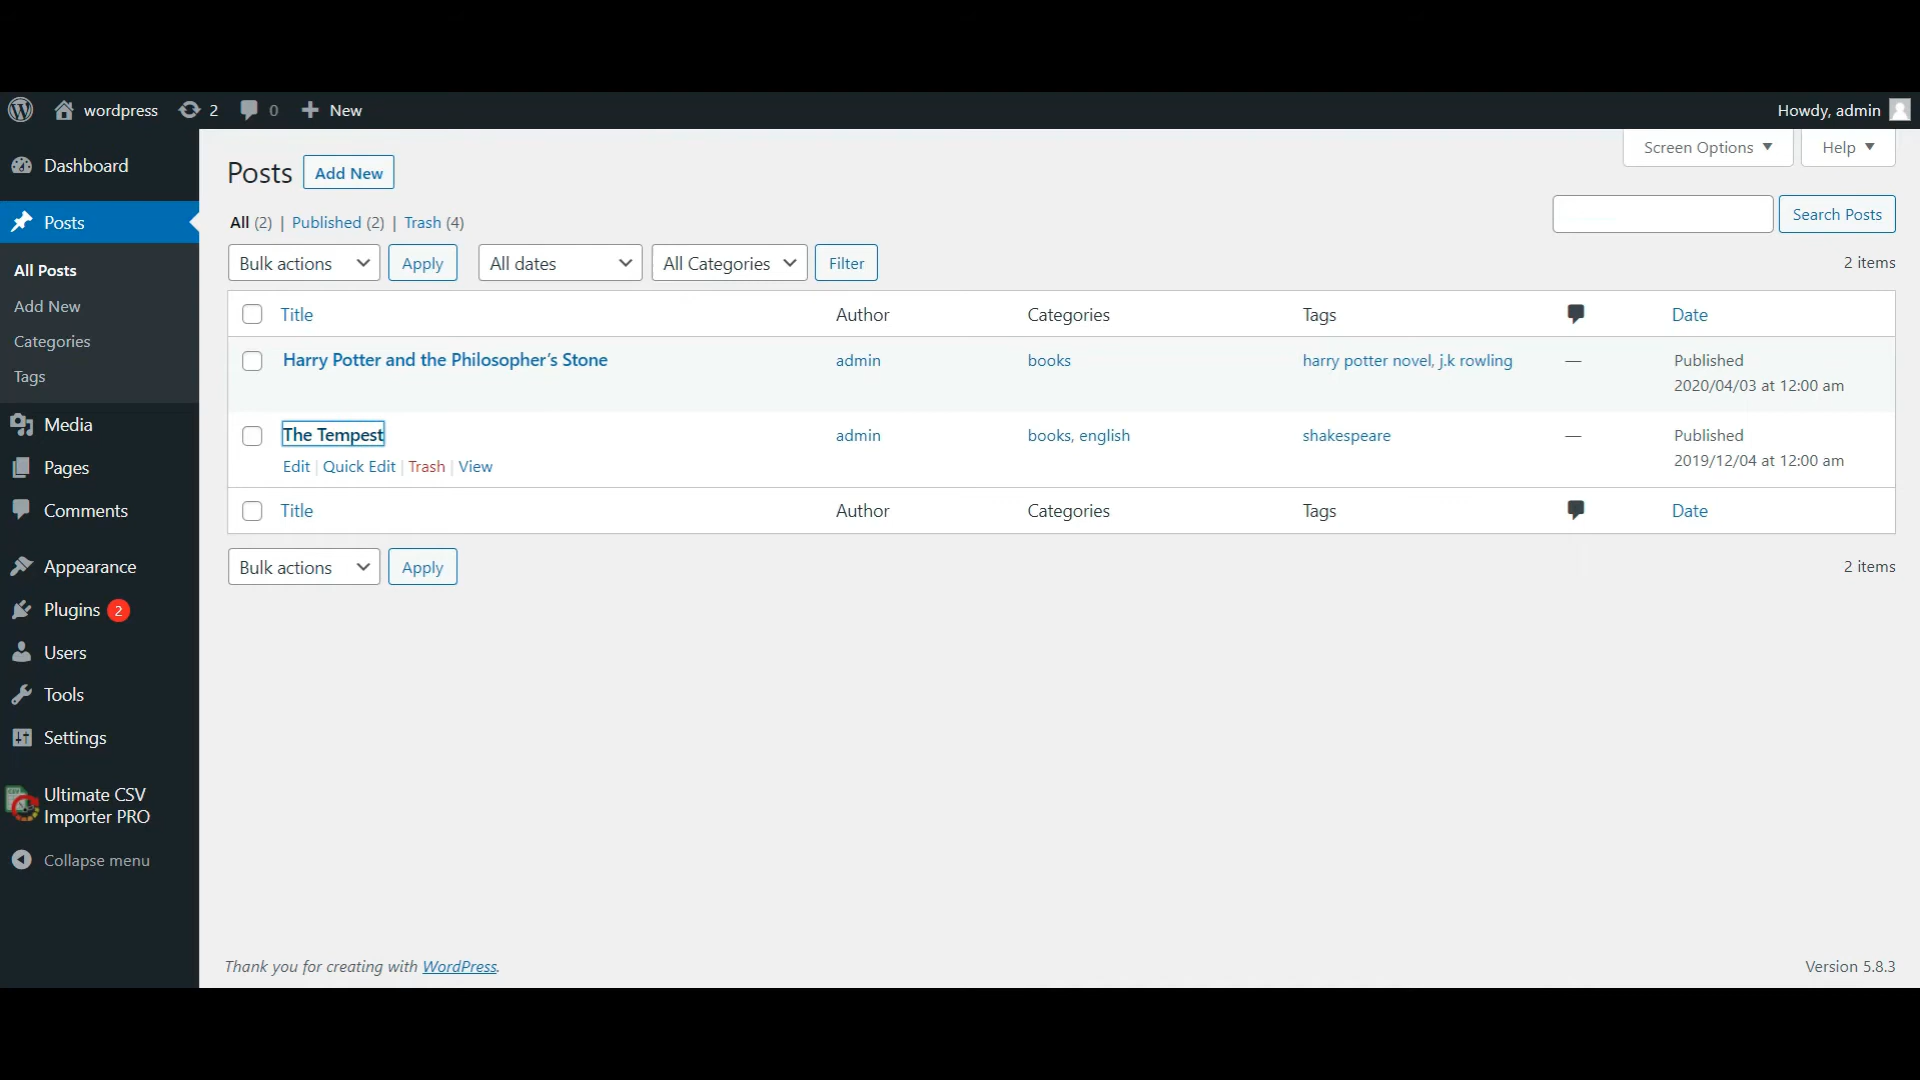 wordpress 2 0 New Howdy, admin
Dashboard
Posts
All Posts
Add New
Categories
Tags
Media
Pages
Comments
Appearance
Plugins 2
Users
Tools
Settings
Ultimate CSV
Importer PRO
Collapse menu
Screen Options Help
Posts Add New
All (2) | Published (2) | Trash (4)
Search Posts
Bulk actions Apply All dates All Categories Filter 2 items
Title Author Categories Tags Date
Harry Potter and the Philosopher’s Stone admin books harry potter novel, j.k rowling — Published
2020/04/03 at 12:00 am
The Tempest admin books, english shakespeare — Published
2019/12/04 at 12:00 am
Edit | Quick Edit | Trash | View
Title Author Categories Tags Date
Bulk actions Apply 2 items
Thank you for creating with WordPress. Version 5.8.3